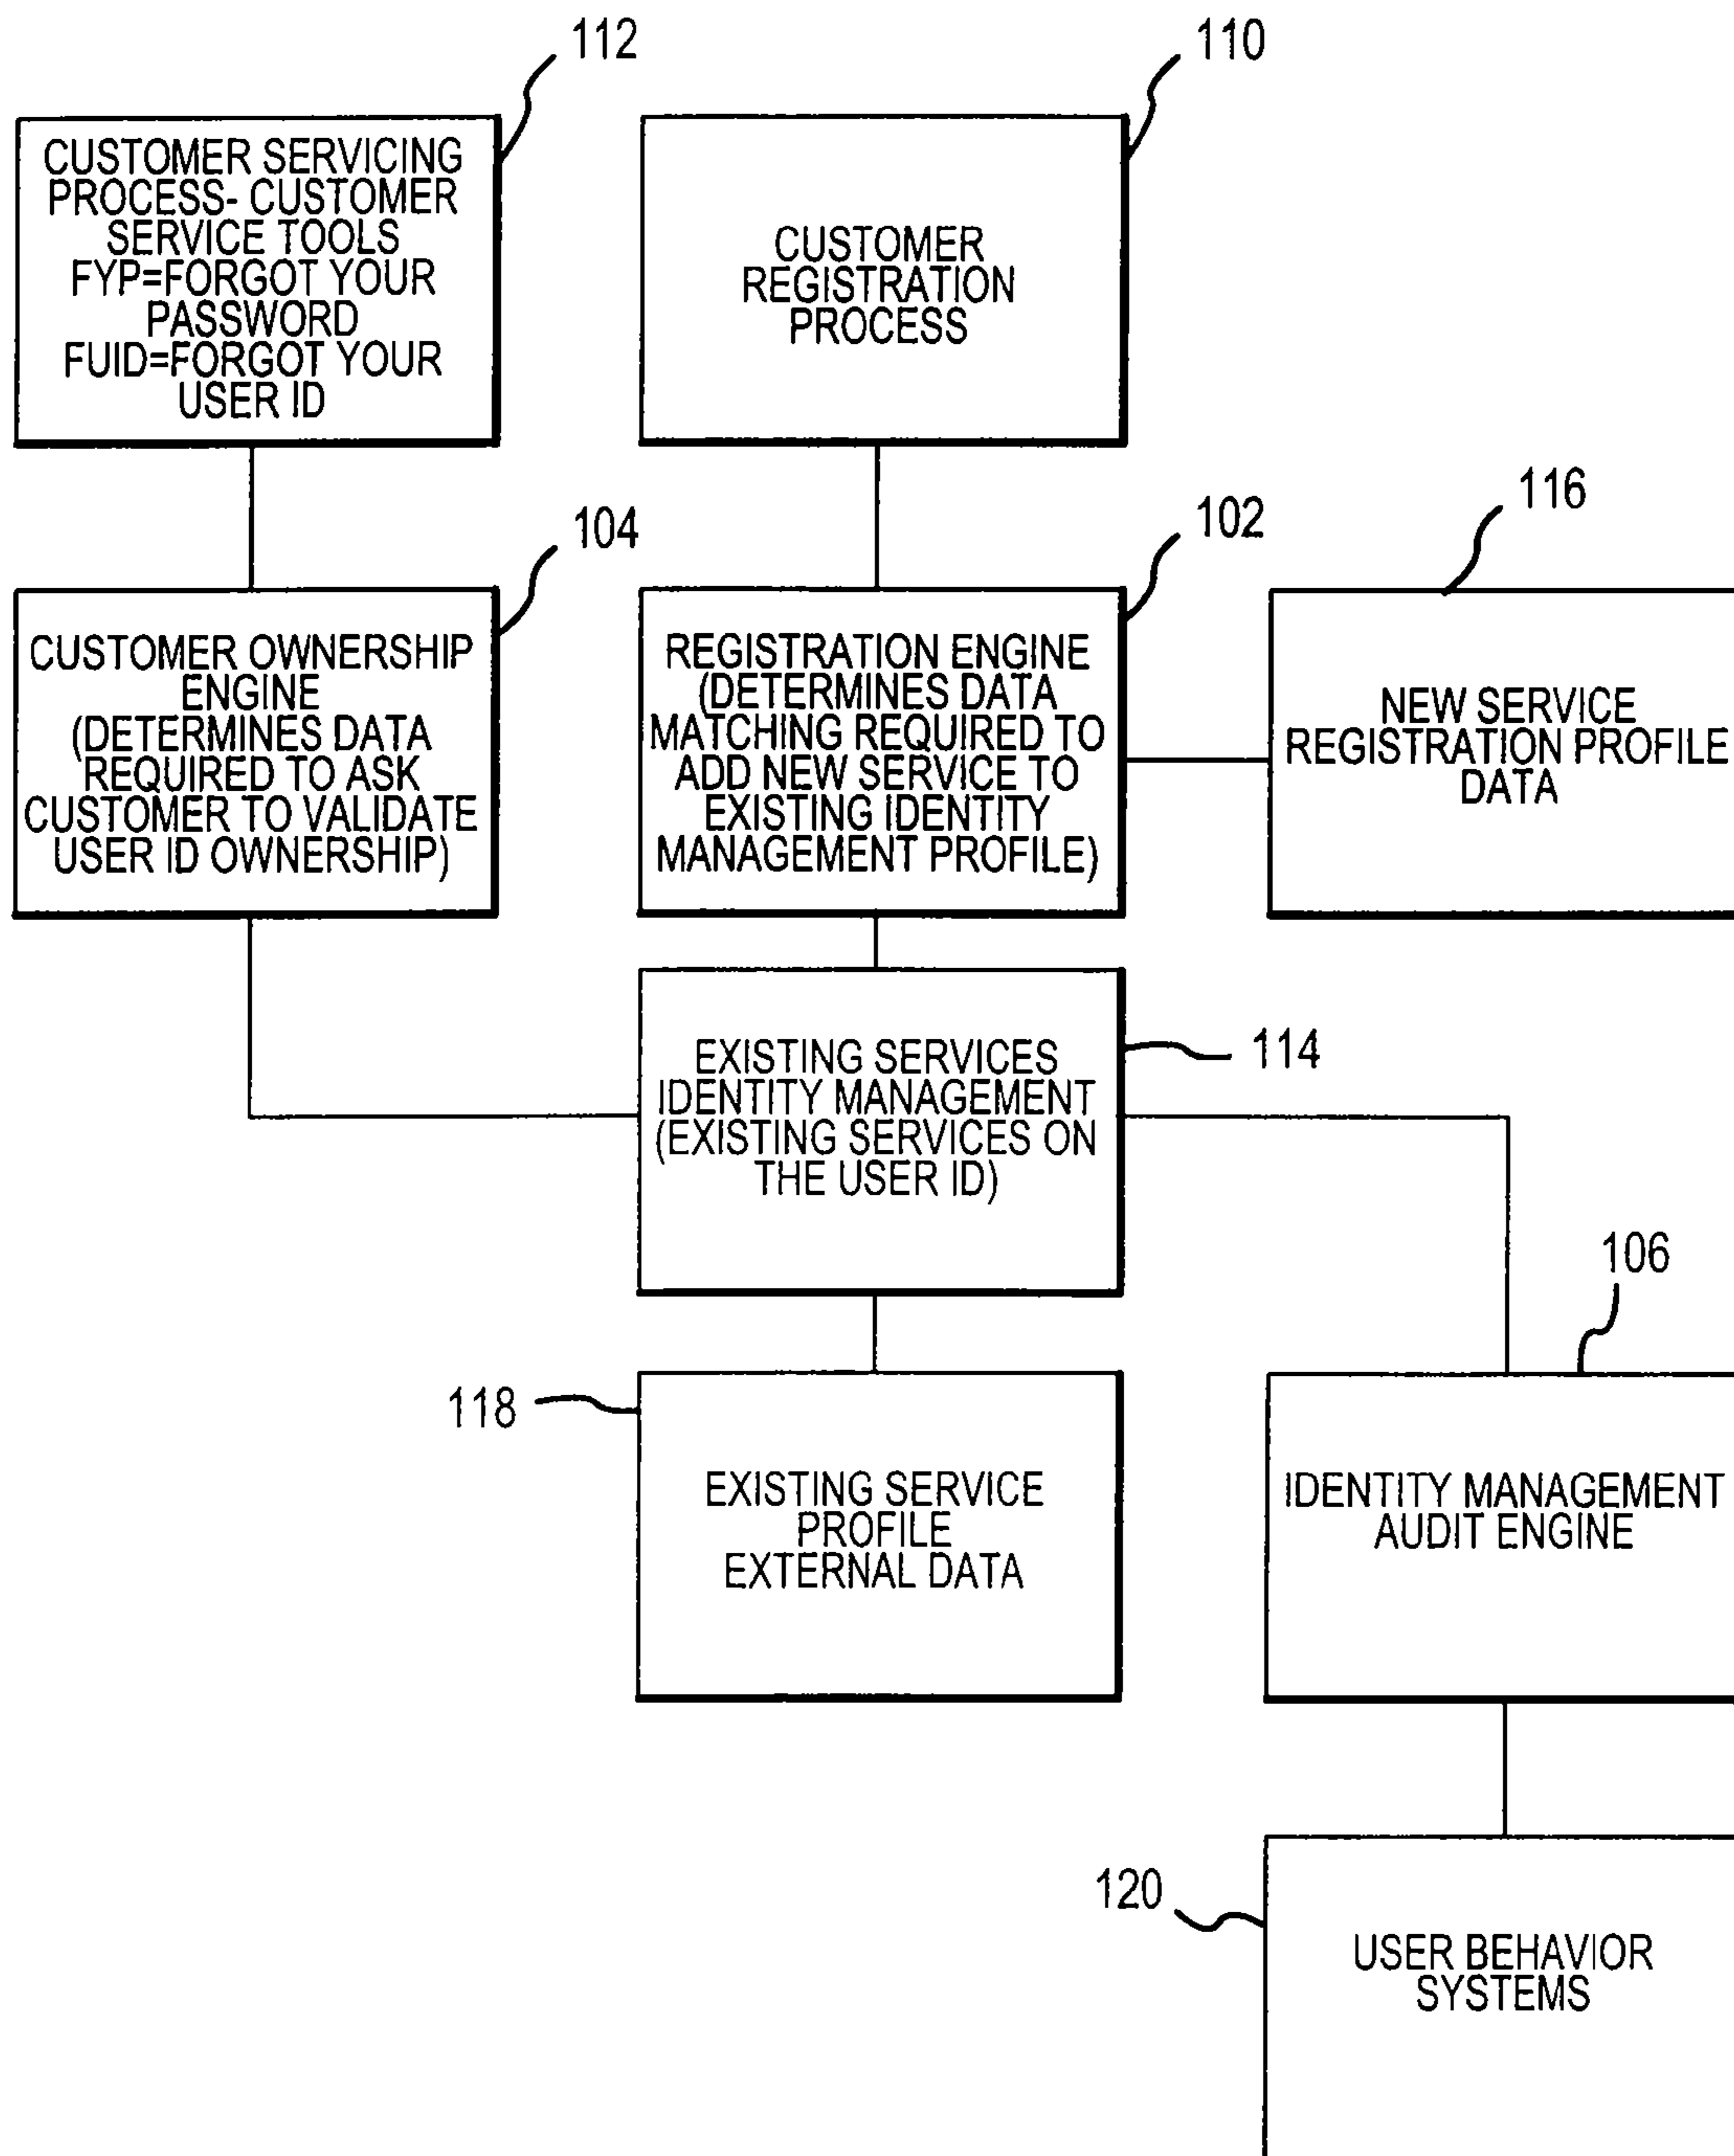 112
110
CUSTOMER SERVICING
PROCESS- CUSTOMER
SERVICE TOOLS
FYP=FORGOT YOUR
PASSWORD
FUID=FORGOT YOUR
USER ID
CUSTOMER
REGISTRATION
PROCESS
104
102
116
CUSTOMER OWNERSHIP
ENGINE
(DETERMINES DATA
REQUIRED TO ASK
CUSTOMER TO VALIDATE
USER ID OWNERSHIP)
REGISTRATION ENGINE
(DETERMINES DATA
MATCHING REQUIRED TO
ADD NEW SERVICE TO
EXISTING IDENTITY
MANAGEMENT PROFILE)
NEW SERVICE
REGISTRATION PROFILE
DATA
EXISTING SERVICES
IDENTITY MANAGEMENT
(EXISTING SERVICES ON
THE USER ID)
114
106
118
EXISTING SERVICE
PROFILE
EXTERNAL DATA
IDENTITY MANAGEMENT
AUDIT ENGINE
120
USER BEHAVIOR
SYSTEMS